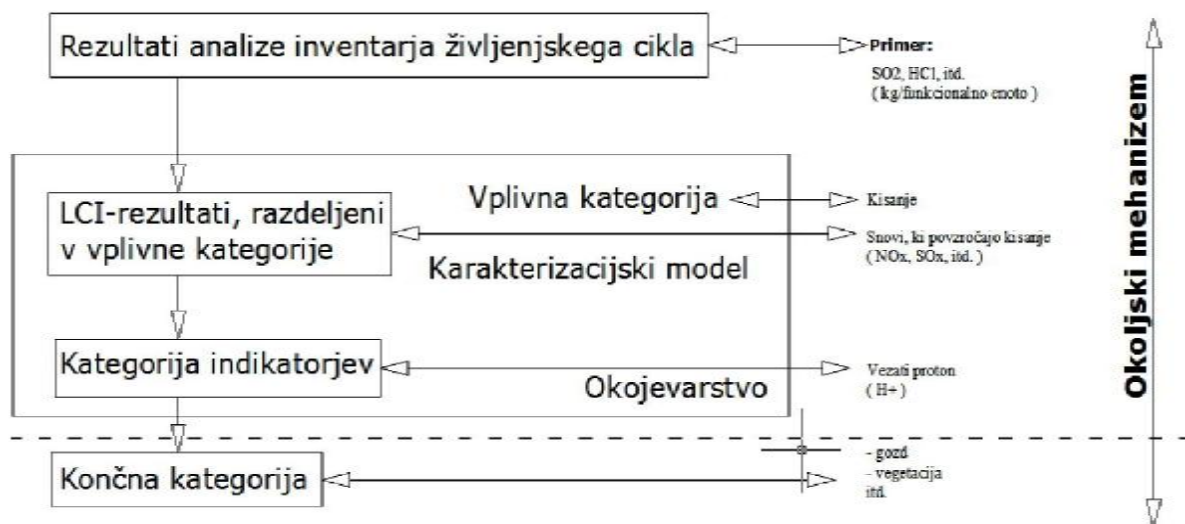 Rezultati analize inventarja življenjskega cikla
Primer:
SO2, HCl, itd.
( kg/funkcionalno enoto )
Vplivna kategorija
Kisanje
LCI-rezultati, razdeljeni
v vplivne kategorije
Snovi, ki povzročajo kisanje
( NOx, SOx, itd. )
Karakterizacijski model
Kategorija indikatorjev
Vezati proton
( H+ )
Okojevarstvo
Končna kategorija
- gozd
- vegetacija
itd.
Okoljski mehanizem